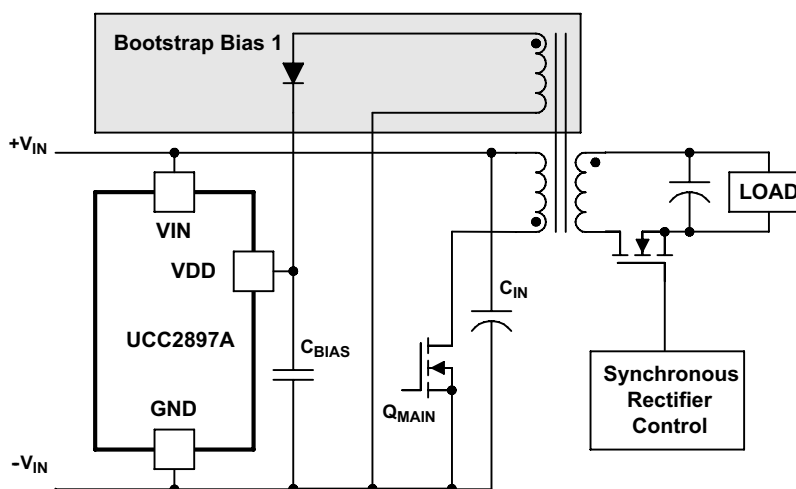 Bootstrap Bias 1
+VIN
VIN
LOAD
VDD
CIN
UCC2897A
CBIAS
Synchronous
Rectifier
Control
GND
QMAIN
-VIN